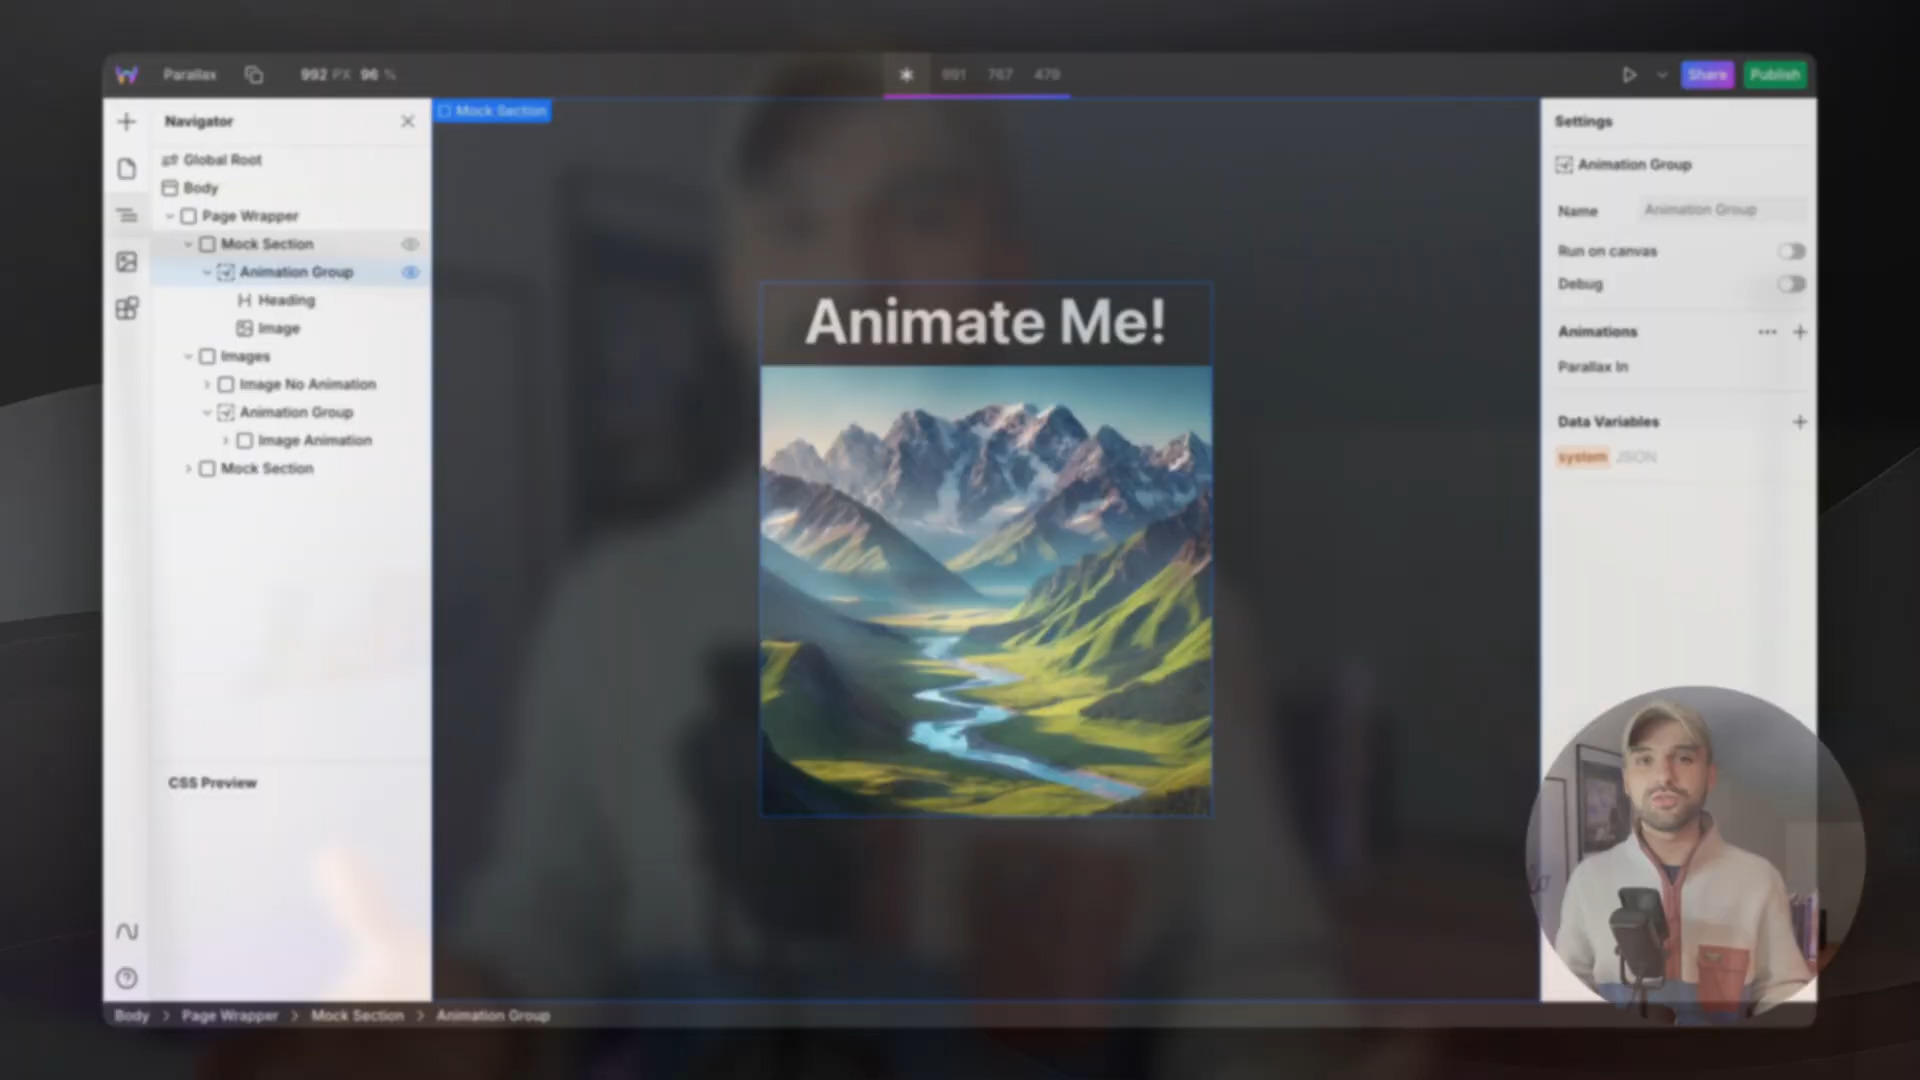 Parallax 992 PX 96 % 991 767 479 Share Publish
Navigator
Global Root
Body
Page Wrapper
Mock Section
Animation Group
Heading
Image
Images
Image No Animation
Animation Group
Image Animation
Mock Section
CSS Preview
Mock Section
Animate Me!
Settings
Animation Group
Name Animation Group
Run on canvas
Debug
Animations
Parallax In
Data Variables
system JSON
Body > Page Wrapper > Mock Section > Animation Group